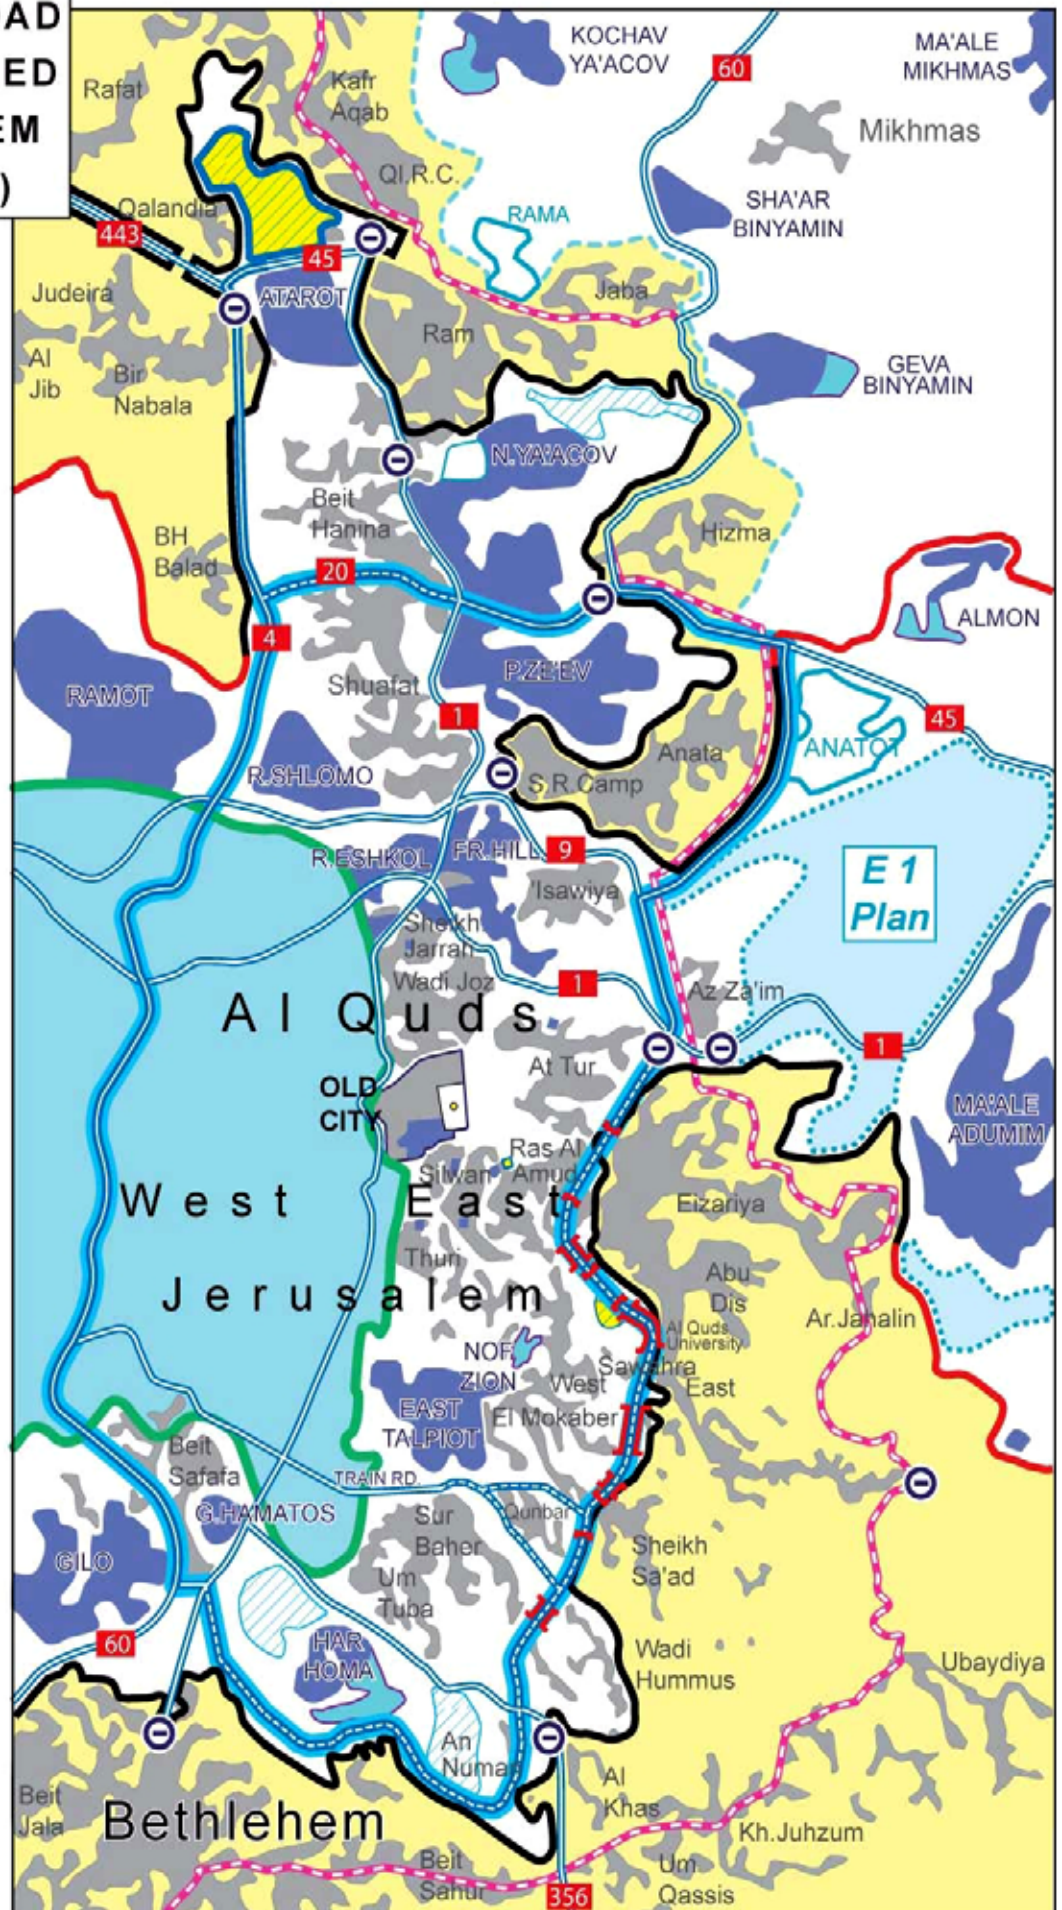 OAD
ED
EM
)
KOCHAV
YA'ACOV
60
MA'ALE
MIKHMAS
Rafat
Kafr
Aqab
Mikhmas
QI.R.C.
SHA'AR
BINYAMIN
Qalandia
RAMA
443
45
Judeira
ATAROT
Jaba
Ram
Al
Jib
Bir
Nabala
GEVA
BINYAMIN
N.YA'ACOV
Beit
Hanina
BH
Balad
Hizma
20
ALMON
4
P.ZE'EV
Shuafat
RAMOT
1
45
ANATOT
Anata
R.SHLOMO
S.R.Camp
R.ESHKOL
FR.HILL
9
E 1
Plan
'Isawiya
Sheikh
Jarrah
Wadi Joz
1
Az Za'im
Al Quds
1
At Tur
OLD
CITY
MA'ALE
ADUMIM
Ras Al
Amud
Silwan
West East
Eizariya
Thuri
Abu
Dis
Jerusalem
Ar.Jahalin
Al Quds
University
NOF
ZION
Sawahra
West
East
EAST
TALPIOT
El Mokaber
Beit
Safafa
TRAIN RD.
G.HAMATOS
Sur
Baher
Qunbar
GILO
Sheikh
Sa'ad
Um
Tuba
60
HAR
HOMA
Wadi
Hummus
Ubaydiya
An
Numan
Beit
Jala
Al
Khas
Bethlehem
Kh.Juhzum
Beit
Sahur
Um
Qassis
356